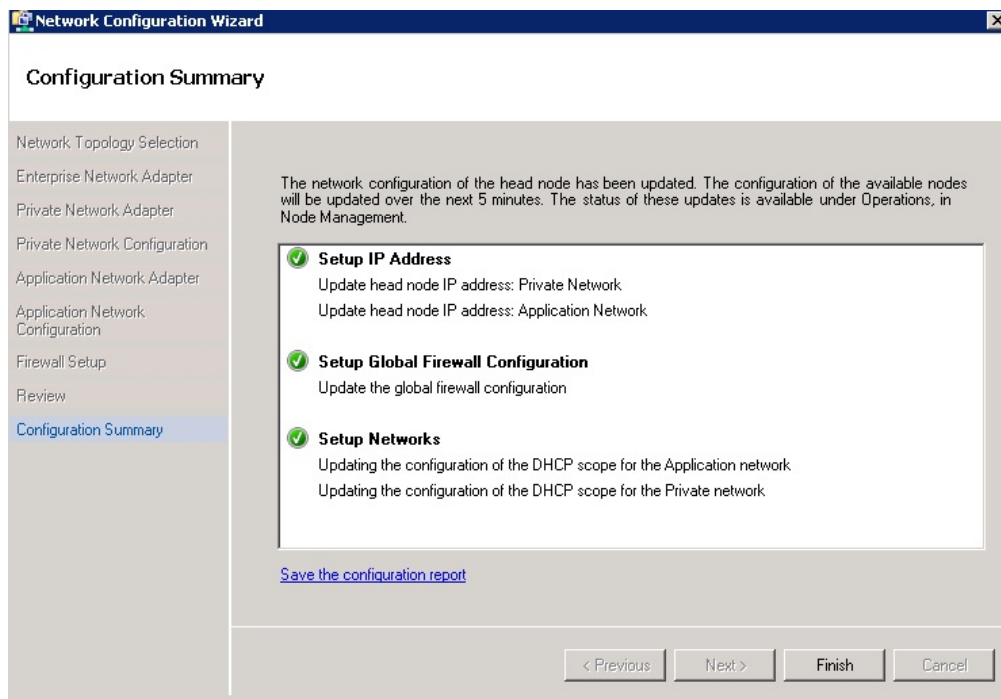 Network Configuration Wizard
Configuration Summary
Network Topology Selection
Enterprise Network Adapter
Private Network Adapter
Private Network Configuration
Application Network Adapter
Application Network
Configuration
Firewall Setup
Review
Configuration Summary
The network configuration of the head node has been updated. The configuration of the available nodes
will be updated over the next 5 minutes. The status of these updates is available under Operations, in
Node Management.
Setup IP Address
Update head node IP address: Private Network
Update head node IP address: Application Network
Setup Global Firewall Configuration
Update the global firewall configuration
Setup Networks
Updating the configuration of the DHCP scope for the Application network
Updating the configuration of the DHCP scope for the Private network
Save the configuration report
< Previous
Next >
Finish
Cancel